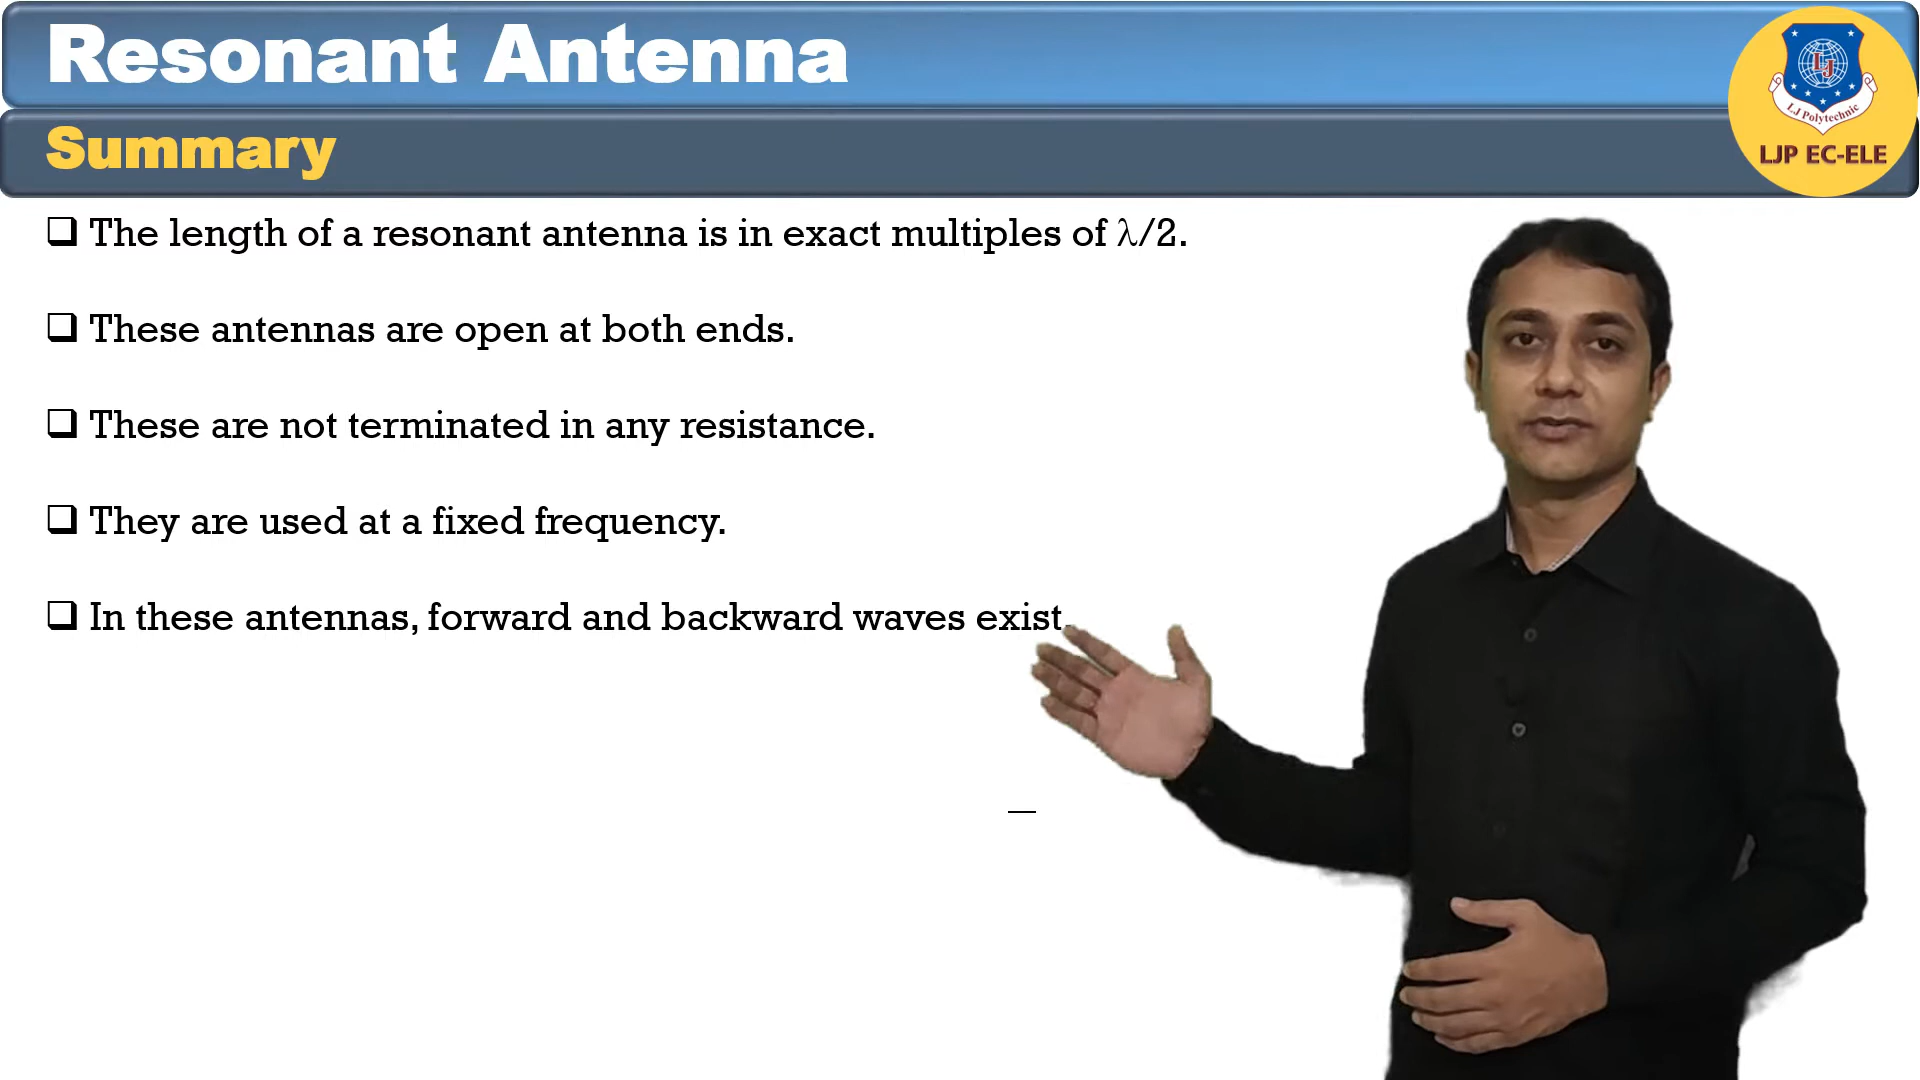 Resonant Antenna
Summary
LJ
LJ Polytechnic
LJP EC-ELE
The length of a resonant antenna is in exact multiples of λ/2.
These antennas are open at both ends.
These are not terminated in any resistance.
They are used at a fixed frequency.
In these antennas, forward and backward waves exist.